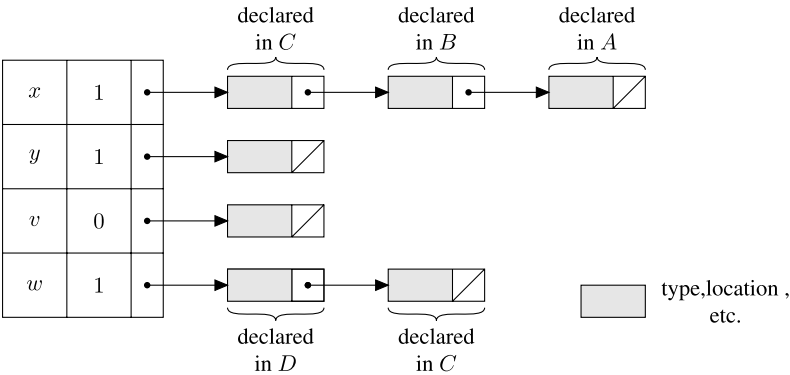 declared declared declared
in C in B in A
x 1
y 1
v 0
w 1
type,location ,
etc.
declared declared
in D in C